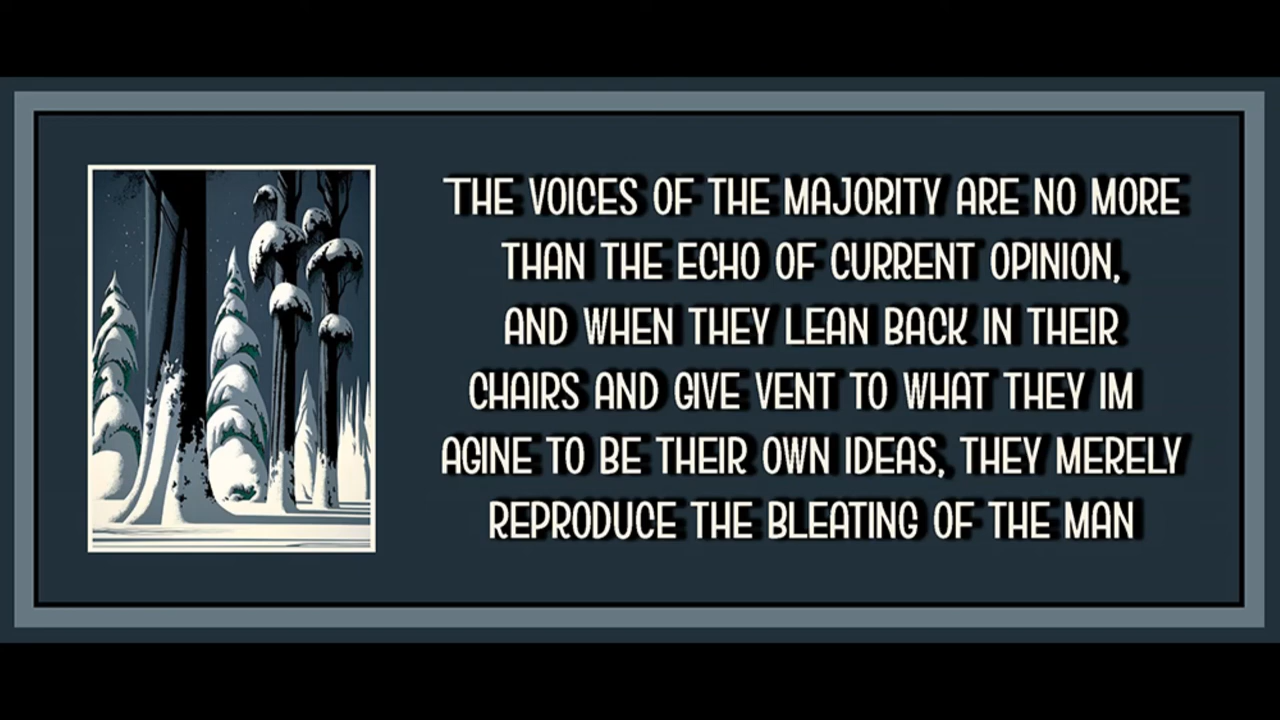 THE VOICES OF THE MAJORITY ARE NO MORE
THAN THE ECHO OF CURRENT OPINION,
AND WHEN THEY LEAN BACK IN THEIR
CHAIRS AND GIVE VENT TO WHAT THEY IM
AGINE TO BE THEIR OWN IDEAS, THEY MERELY
REPRODUCE THE BLEATING OF THE MAN